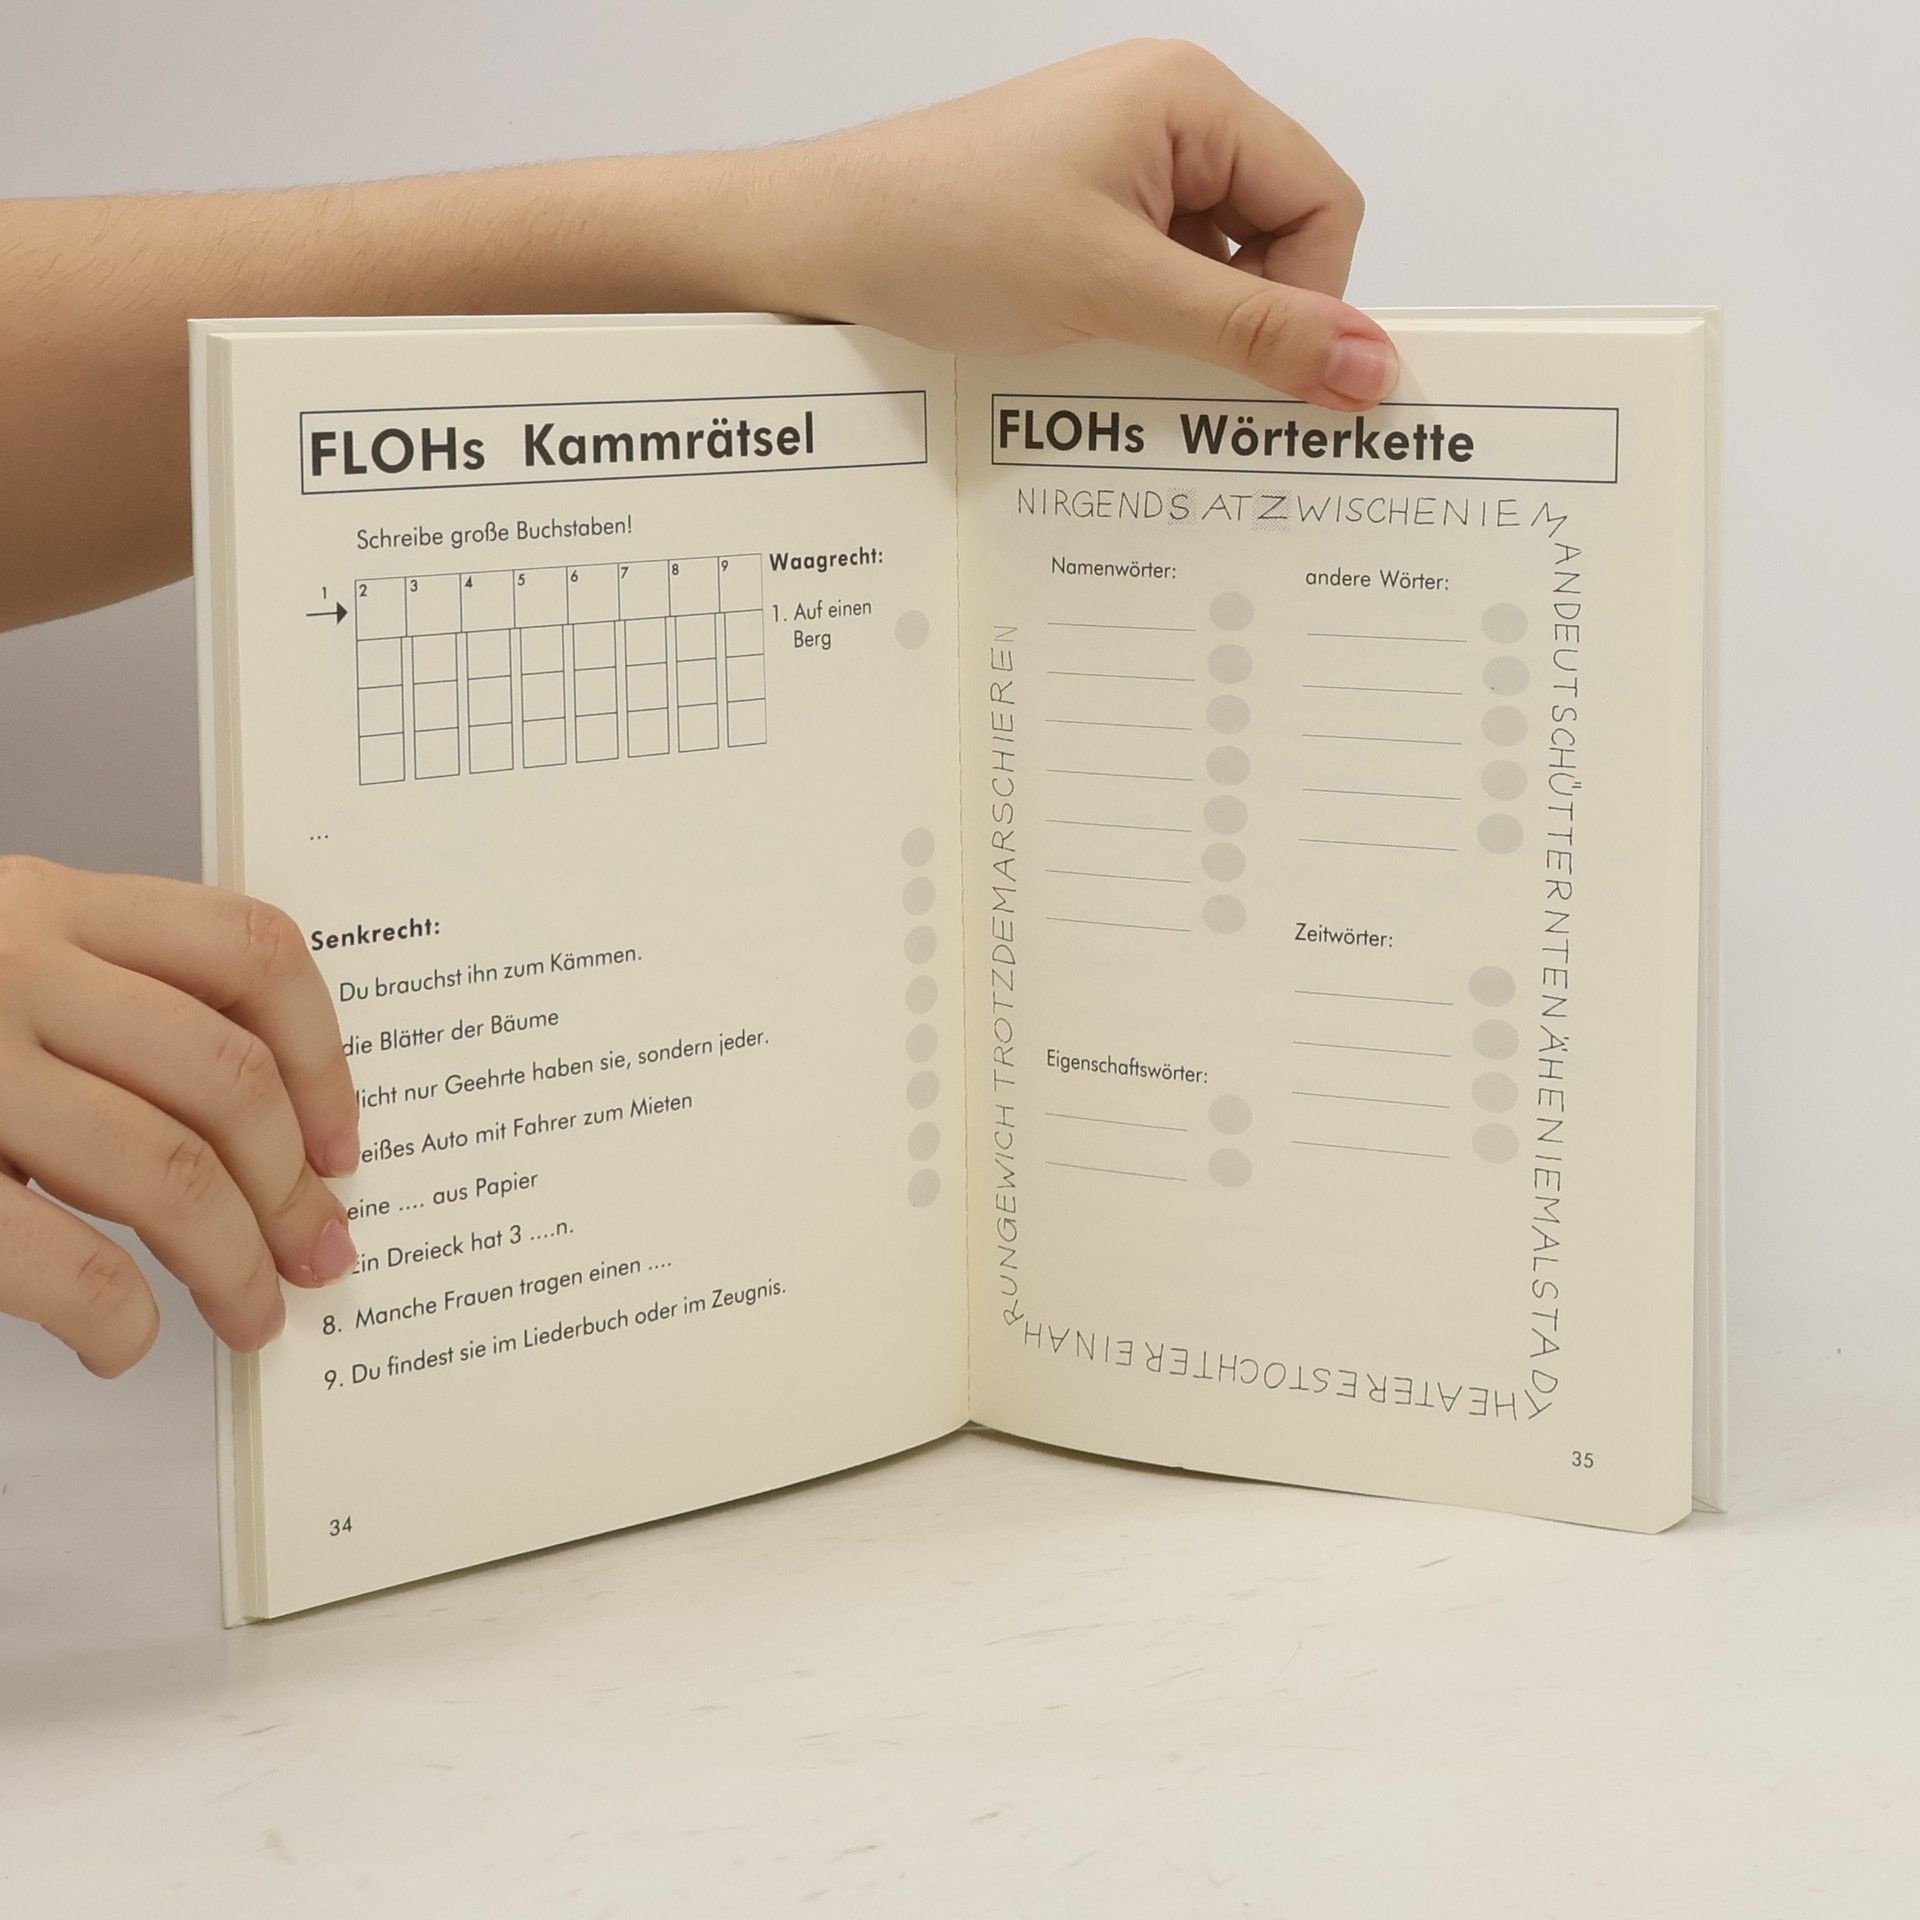 FLOHs Kammrätsel
Schreibe große Buchstaben!
1
2 3 4 5 6 7 8 9
Waagrecht:
1. Auf einen
Berg
...
Senkrecht:
Du brauchst ihn zum Kämmen.
die Blätter der Bäume
licht nur Geehrte haben sie, sondern jeder.
eißes Auto mit Fahrer zum Mieten
eine .... aus Papier
Ein Dreieck hat 3 ....n.
8. Manche Frauen tragen einen ....
9. Du findest sie im Liederbuch oder im Zeugnis.
34
FLOHs Wörterkette
NIRGENDSATZWISCHENIEM
ANDEUTSCHÜTTERNTENÄHENIEMALSTAD
THEATERESTOCHTEREINAH
RUNGEWICHTROTZDEMARSCHIEREN
Namenwörter:
andere Wörter:
Zeitwörter:
Eigenschaftswörter:
35